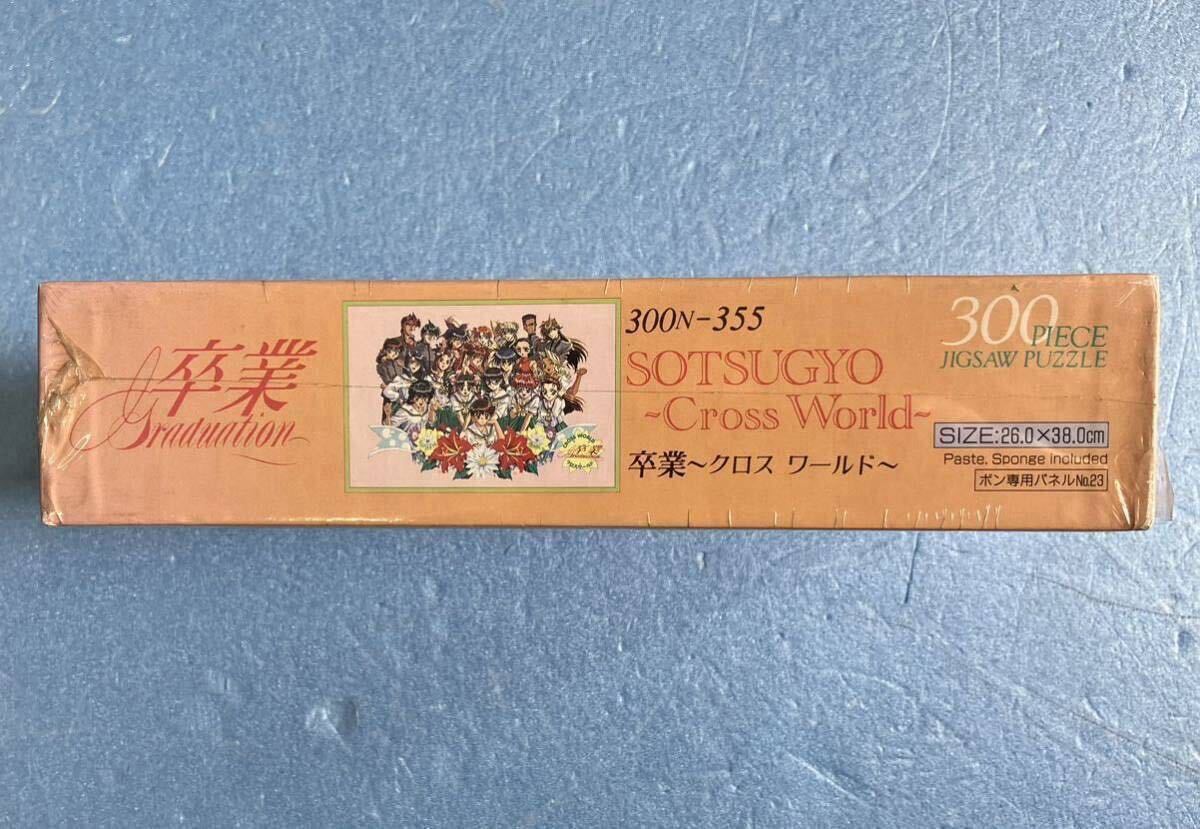 卒業
Graduation
CROSS WORLD
300N-355
SOTSUGYO
~Cross World~
卒業～クロス ワールド～
300
PIECE
JIGSAW PUZZLE
SIZE:26.0×38.0cm
Paste, Sponge included
ボン専用パネルNo.23